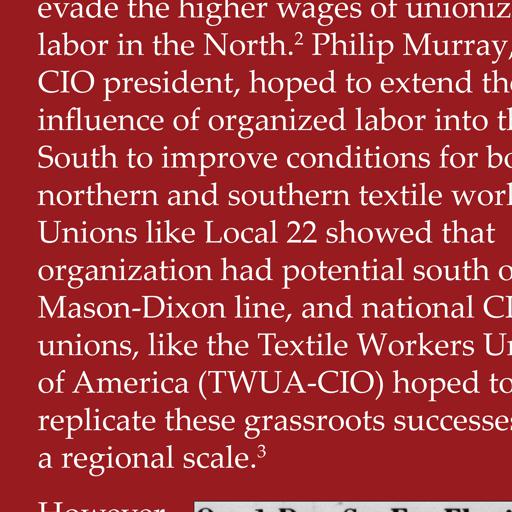 evade the higher wages of unioniz
labor in the North.² Philip Murray,
CIO president, hoped to extend th
influence of organized labor into t
South to improve conditions for bo
northern and southern textile wor
Unions like Local 22 showed that
organization had potential south o
Mason-Dixon line, and national CI
unions, like the Textile Workers U
of America (TWUA-CIO) hoped to
replicate these grassroots successe
a regional scale.³
However